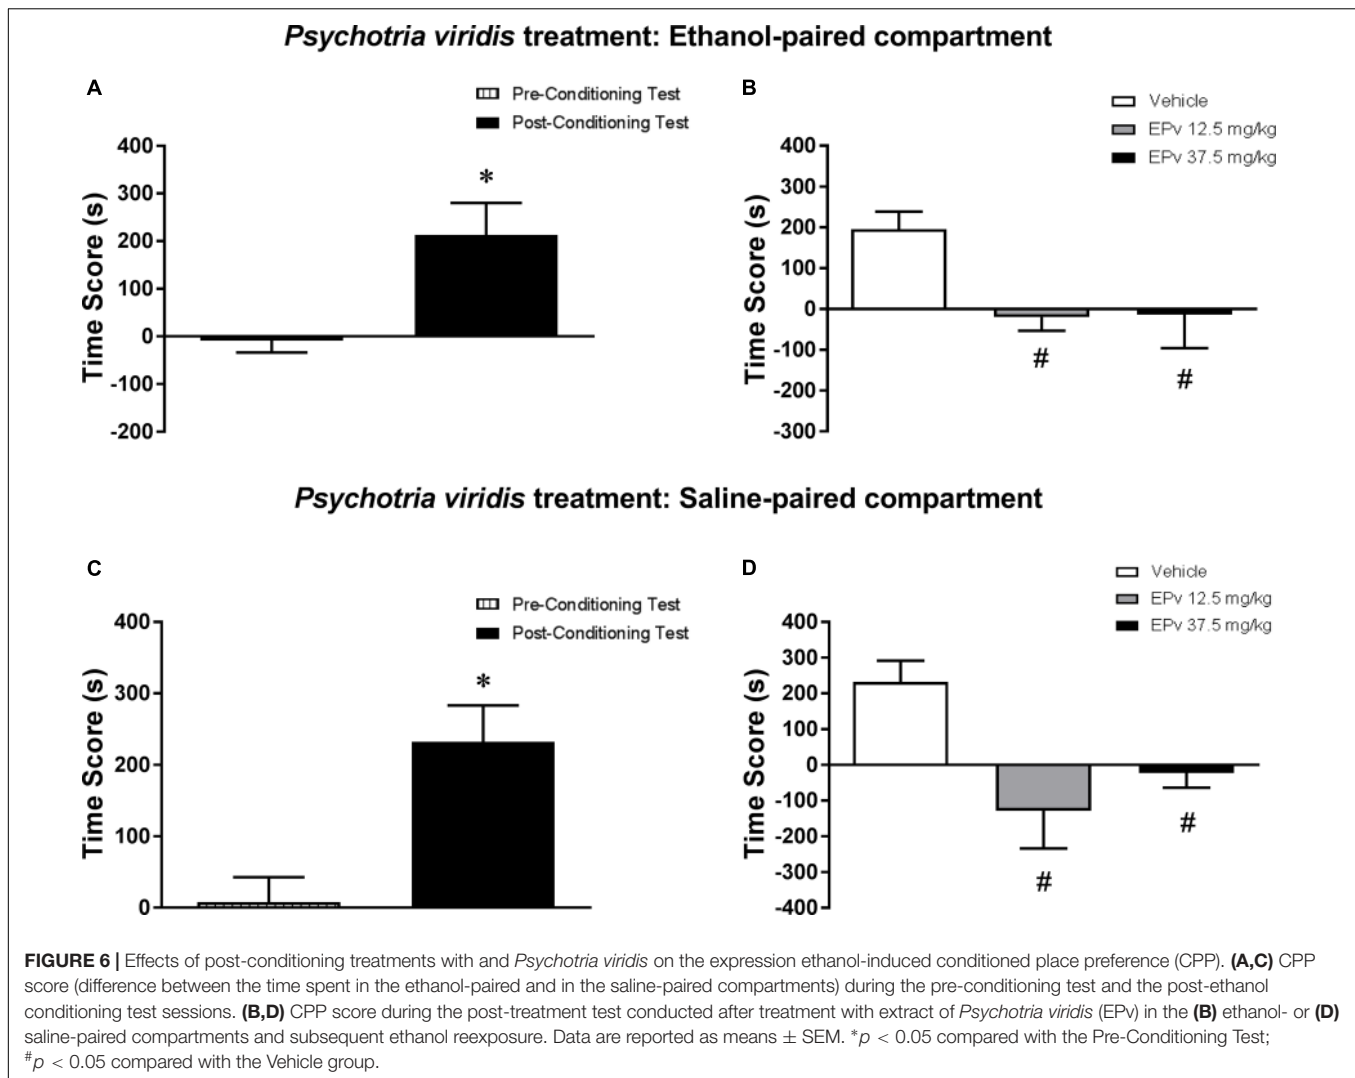 Psychotria viridis treatment: Ethanol-paired compartment
A
Pre-Conditioning Test
Post-Conditioning Test
Time Score (s)
400
300
200
100
0
-100
-200
*
B
Vehicle
EPv 12.5 mg/kg
EPv 37.5 mg/kg
Time Score (s)
400
300
200
100
0
-100
-200
-300
#
#
Psychotria viridis treatment: Saline-paired compartment
C
Pre-Conditioning Test
Post-Conditioning Test
Time Score (s)
400
300
200
100
0
*
D
Vehicle
EPv 12.5 mg/kg
EPv 37.5 mg/kg
Time Score (s)
400
300
200
100
0
-100
-200
-300
-400
#
#
FIGURE 6 | Effects of post-conditioning treatments with and Psychotria viridis on the expression ethanol-induced conditioned place preference (CPP). (A,C) CPP
score (difference between the time spent in the ethanol-paired and in the saline-paired compartments) during the pre-conditioning test and the post-ethanol
conditioning test sessions. (B,D) CPP score during the post-treatment test conducted after treatment with extract of Psychotria viridis (EPv) in the (B) ethanol- or (D)
saline-paired compartments and subsequent ethanol reexposure. Data are reported as means ± SEM. *p < 0.05 compared with the Pre-Conditioning Test;
#p < 0.05 compared with the Vehicle group.